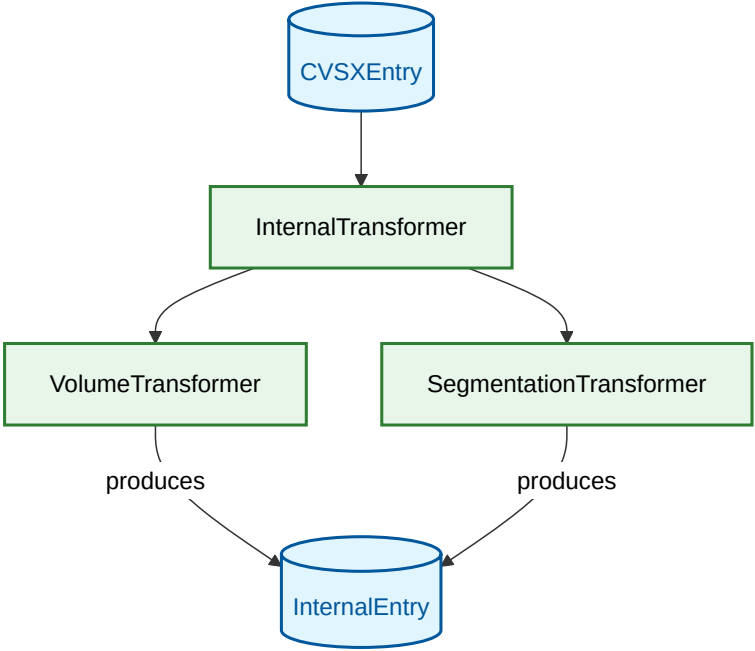 CVSXEntry
InternalTransformer
VolumeTransformer
SegmentationTransformer
produces
produces
InternalEntry